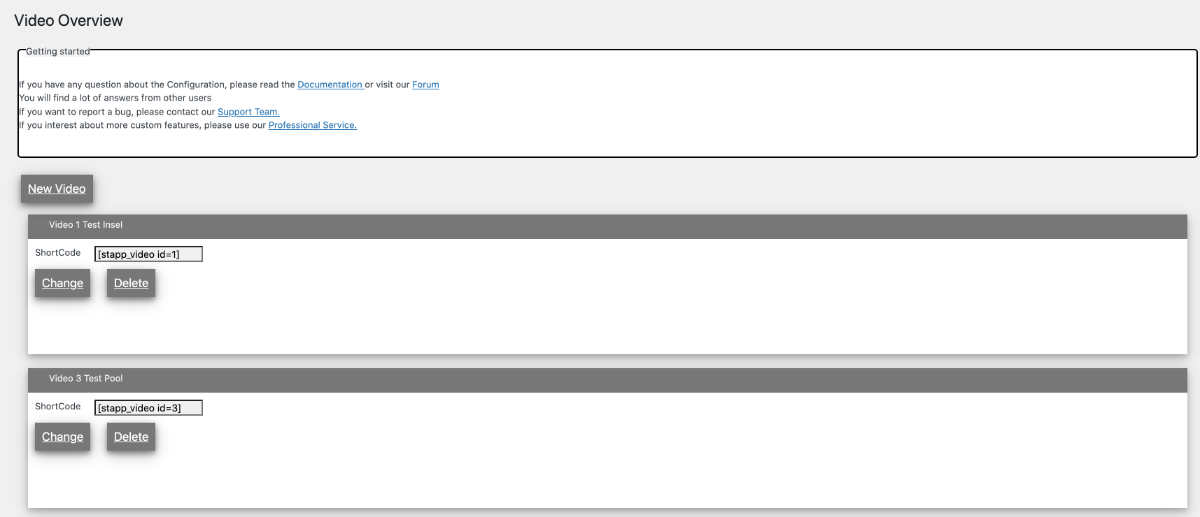 Video Overview
Getting started
If you have any question about the Configuration, please read the Documentation or visit our Forum
You will find a lot of answers from other users
if you want to report a bug, please contact our Support Team.
If you interest about more custom features, please use our Professional Service.
New Video
Video 1 Test Insel
ShortCode [stapp_video id=1]
Change Delete
Video 3 Test Pool
ShortCode [stapp_video id=3]
Change Delete